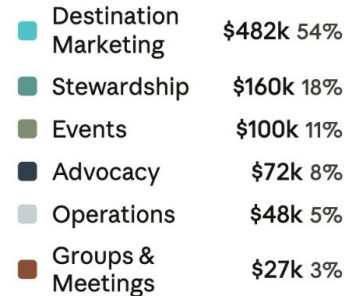 Destination
Marketing $482k 54%
Stewardship $160k 18%
Events $100k 11%
Advocacy $72k 8%
Operations $48k 5%
Groups &
Meetings $27k 3%